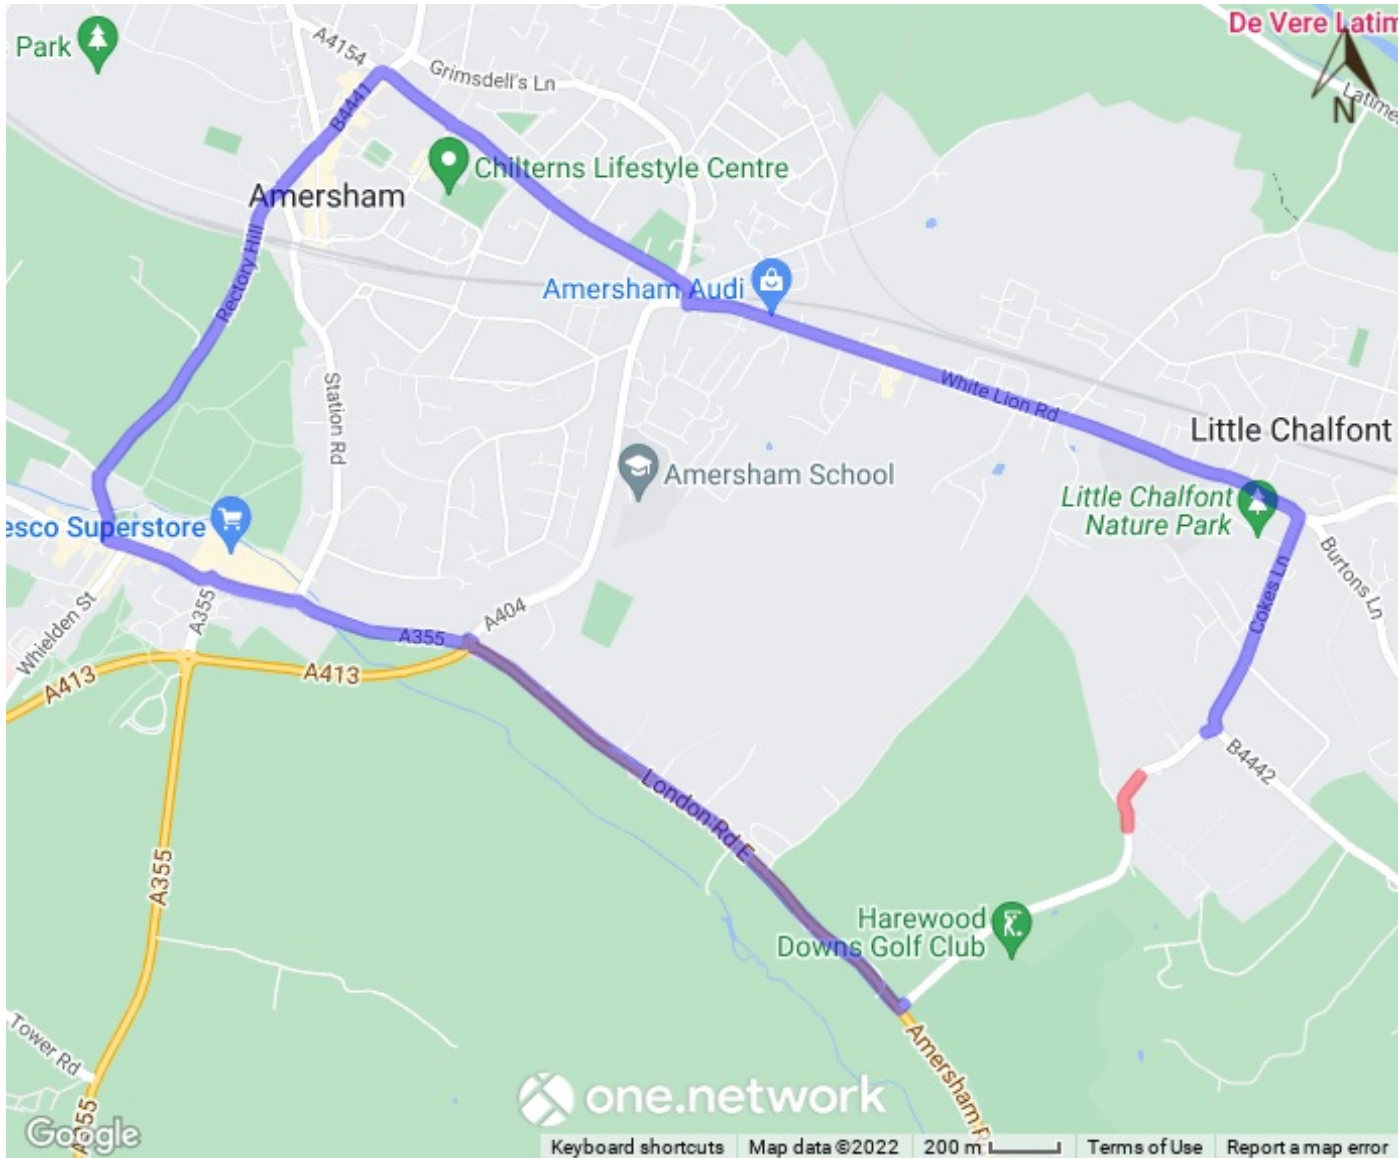 De Vere Latim
Park
A4154
Grimsdell's Ln
Latimer
N
B4441
Chilterns Lifestyle Centre
Amersham
Rectory Hill
Amersham Audi
Station Rd
White Lion Rd
Little Chalfont
Amersham School
Little Chalfont
Nature Park
esco Superstore
Burtons Ln
Cokes Ln
Whielden St
A355
A404
A355
A413
A413
B4442
London Rd E
A355
Harewood
Downs Golf Club
Tower Rd
Amersham R
A355
one.network
Google
Keyboard shortcuts
Map data ©2022
200 m
Terms of Use
Report a map error